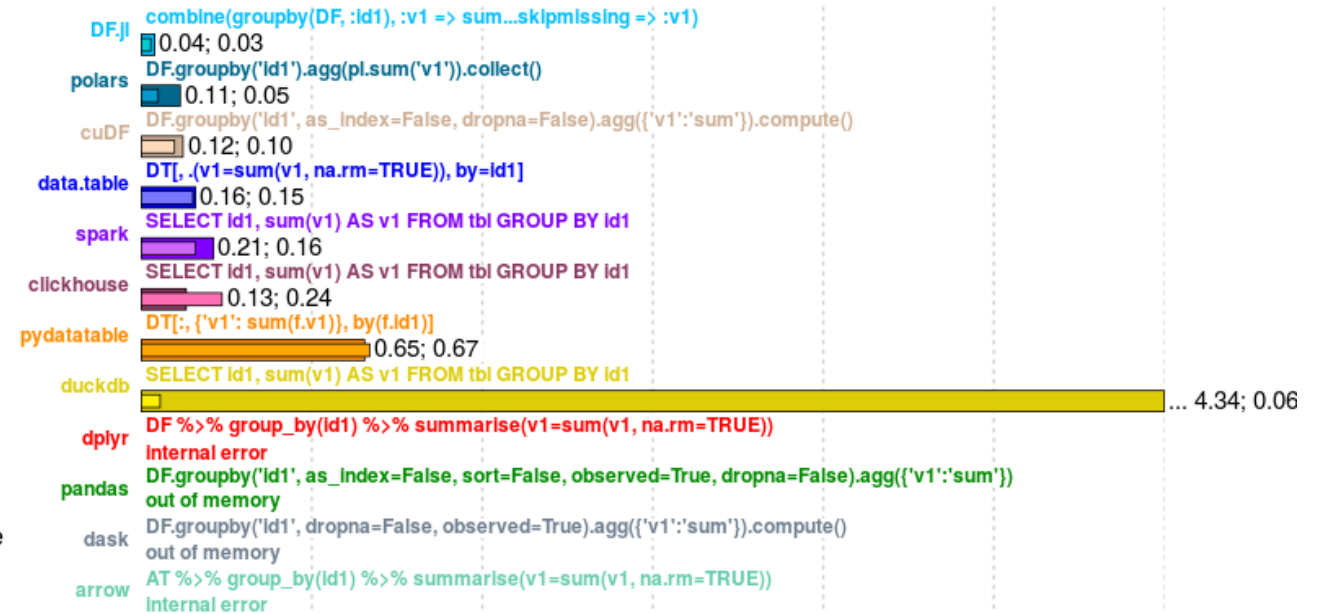 combine(groupby(DF, :id1), :v1 => sum...skipmissing => :v1)
DF.jl
0.04; 0.03
DF.groupby('id1').agg(pl.sum('v1')).collect()
polars
0.11; 0.05
DF.groupby('id1', as_index=False, dropna=False).agg({'v1':'sum'}).compute()
cuDF
0.12; 0.10
DT[, .(v1=sum(v1, na.rm=TRUE)), by=id1]
data.table
0.16; 0.15
SELECT id1, sum(v1) AS v1 FROM tbl GROUP BY id1
spark
0.21; 0.16
SELECT id1, sum(v1) AS v1 FROM tbl GROUP BY id1
clickhouse
0.13; 0.24
DT[:, {'v1': sum(f.v1)}, by(f.id1)]
pydatatable
0.65; 0.67
SELECT id1, sum(v1) AS v1 FROM tbl GROUP BY id1
duckdb
... 4.34; 0.06
DF %>% group_by(id1) %>% summarise(v1=sum(v1, na.rm=TRUE))
dplyr
internal error
DF.groupby('id1', as_index=False, sort=False, observed=True, dropna=False).agg({'v1':'sum'})
pandas
out of memory
DF.groupby('id1', dropna=False, observed=True).agg({'v1':'sum'}).compute()
e
dask
out of memory
AT %>% group_by(id1) %>% summarise(v1=sum(v1, na.rm=TRUE))
arrow
internal error